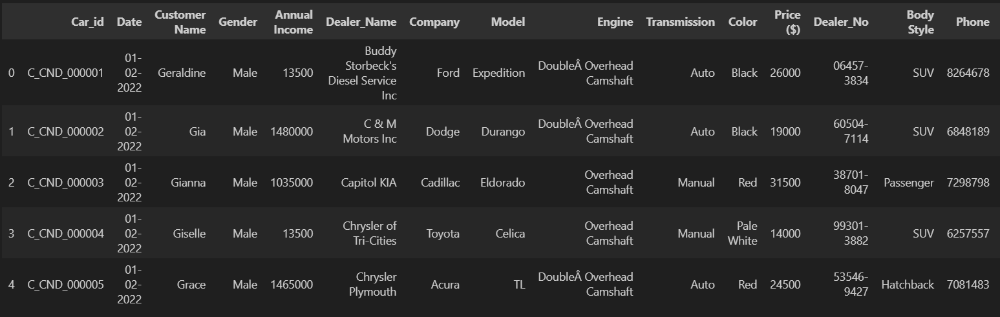 Car_id Date Customer Name Gender Annual Income Dealer_Name Company Model Engine Transmission Color Price ($) Dealer_No Body Style Phone
0 C_CND_000001 01-02-2022 Geraldine Male 13500 Buddy Storbeck's Diesel Service Inc Ford Expedition DoubleÂ Overhead Camshaft Auto Black 26000 06457-3834 SUV 8264678
1 C_CND_000002 01-02-2022 Gia Male 1480000 C & M Motors Inc Dodge Durango DoubleÂ Overhead Camshaft Auto Black 19000 60504-7114 SUV 6848189
2 C_CND_000003 01-02-2022 Gianna Male 1035000 Capitol KIA Cadillac Eldorado Overhead Camshaft Manual Red 31500 38701-8047 Passenger 7298798
3 C_CND_000004 01-02-2022 Giselle Male 13500 Chrysler of Tri-Cities Toyota Celica Overhead Camshaft Manual Pale White 14000 99301-3882 SUV 6257557
4 C_CND_000005 01-02-2022 Grace Male 1465000 Chrysler Plymouth Acura TL DoubleÂ Overhead Camshaft Auto Red 24500 53546-9427 Hatchback 7081483